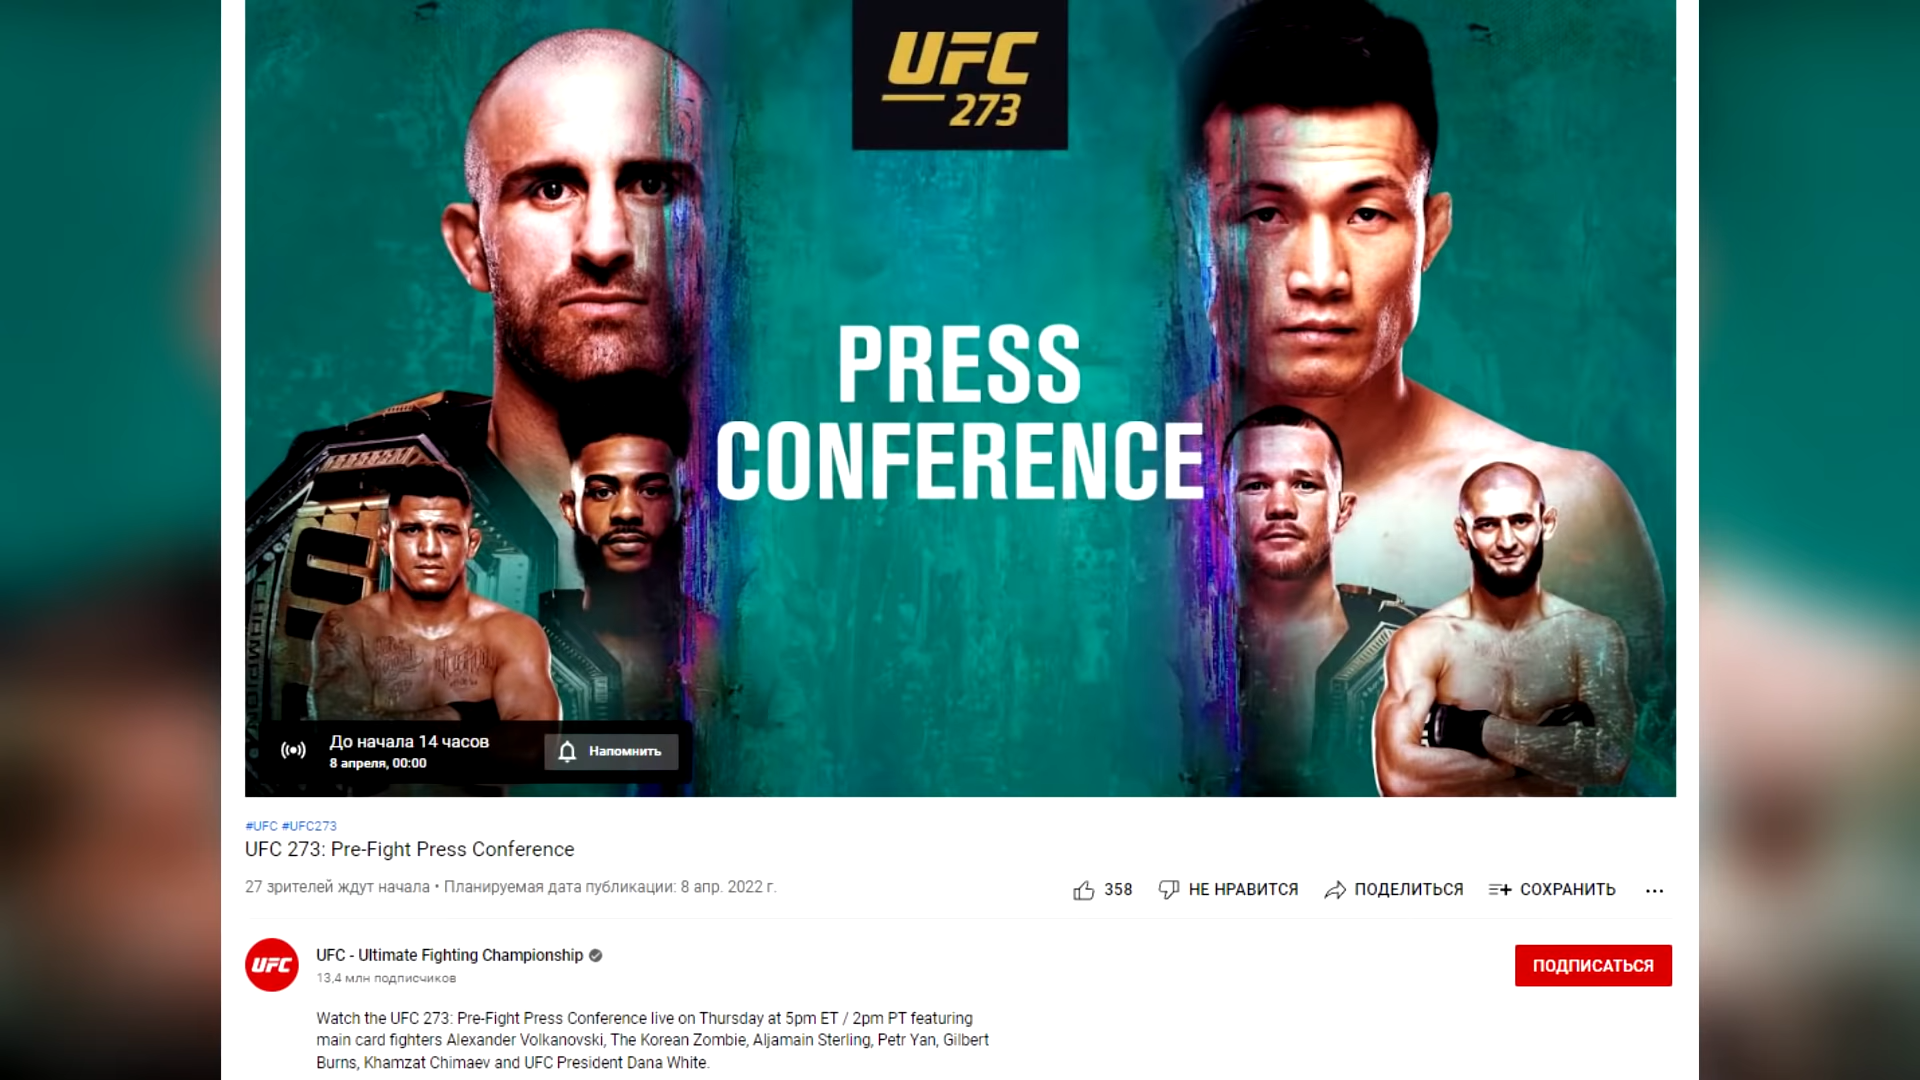 UFC
273
PRESS
CONFERENCE
До начала 14 часов
8 апреля, 00:00
Напомнить
#UFC #UFC273
UFC 273: Pre-Fight Press Conference
27 зрителей ждут начала • Планируемая дата публикации: 8 апр. 2022 г.
358
НЕ НРАВИТСЯ
ПОДЕЛИТЬСЯ
СОХРАНИТЬ
UFC
UFC - Ultimate Fighting Championship
13,4 млн подписчиков
ПОДПИСАТЬСЯ
Watch the UFC 273: Pre-Fight Press Conference live on Thursday at 5pm ET / 2pm PT featuring
main card fighters Alexander Volkanovski, The Korean Zombie, Aljamain Sterling, Petr Yan, Gilbert
Burns, Khamzat Chimaev and UFC President Dana White.